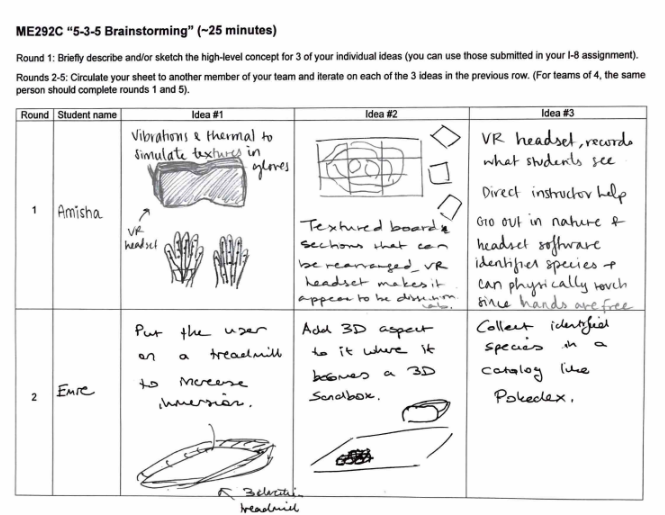 ME292C “5-3-5 Brainstorming” (~25 minutes)
Round 1: Briefly describe and/or sketch the high-level concept for 3 of your individual ideas (you can use those submitted in your I-8 assignment).
Rounds 2-5: Circulate your sheet to another member of your team and iterate on each of the 3 ideas in the previous row. (For teams of 4, the same
person should complete rounds 1 and 5).
Round Student name Idea #1 Idea #2 Idea #3
1
Amisha
Vibrations & thermal to
simulate textures in
gloves
VR
headset
Textured board &
sections that can
be rearranged, VR
headset makes it
appear to be dissection
lab.
VR headset, records
what students see
Direct instructor help
Go out in nature &
headset software
identifies species →
can physically touch
since hands are free
2
Emre
Put the user
on a treadmill
to increase
immersion.
treadmill
Add 3D aspect
to it where it
becomes a 3D
Sandbox.
Collect identified
species in a
catalog like
Pokedex.